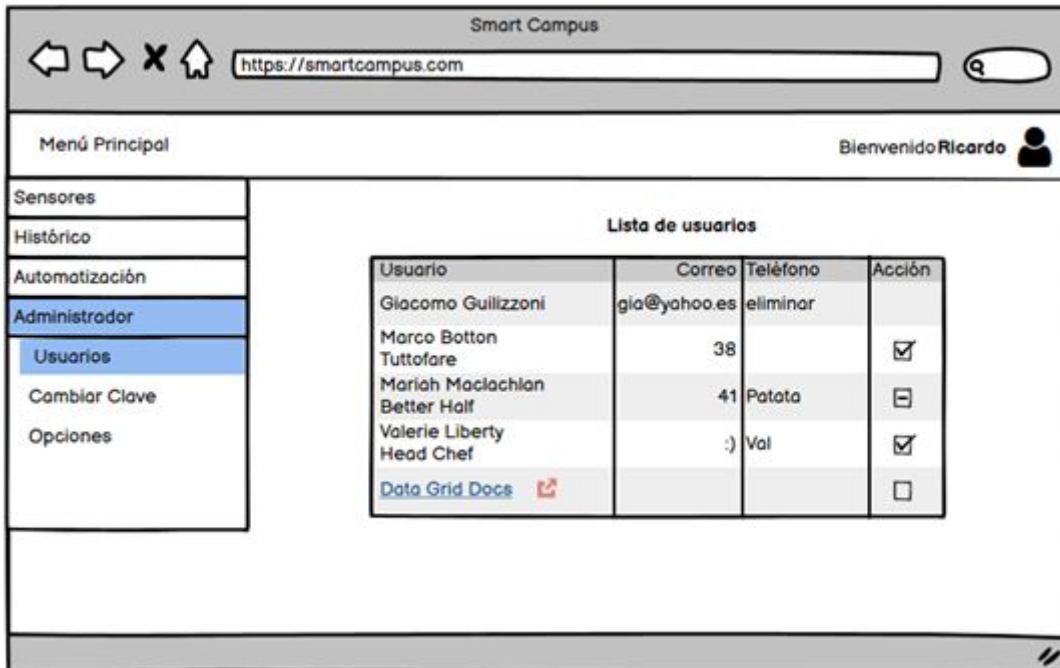 Smart Campus
https://smartcampus.com
Menú Principal
Bienvenido Ricardo
Sensores
Histórico
Automatización
Administrador
Usuarios
Cambiar Clave
Opciones
Lista de usuarios
Usuario Correo Teléfono Acción
Giacomo Guilizzoni gia@yahoo.es eliminar
Marco Botton
Tuttofare 38
Mariah Maclachlan
Better Half 41 Patata
Valerie Liberty
Head Chef :) Val
Data Grid Docs